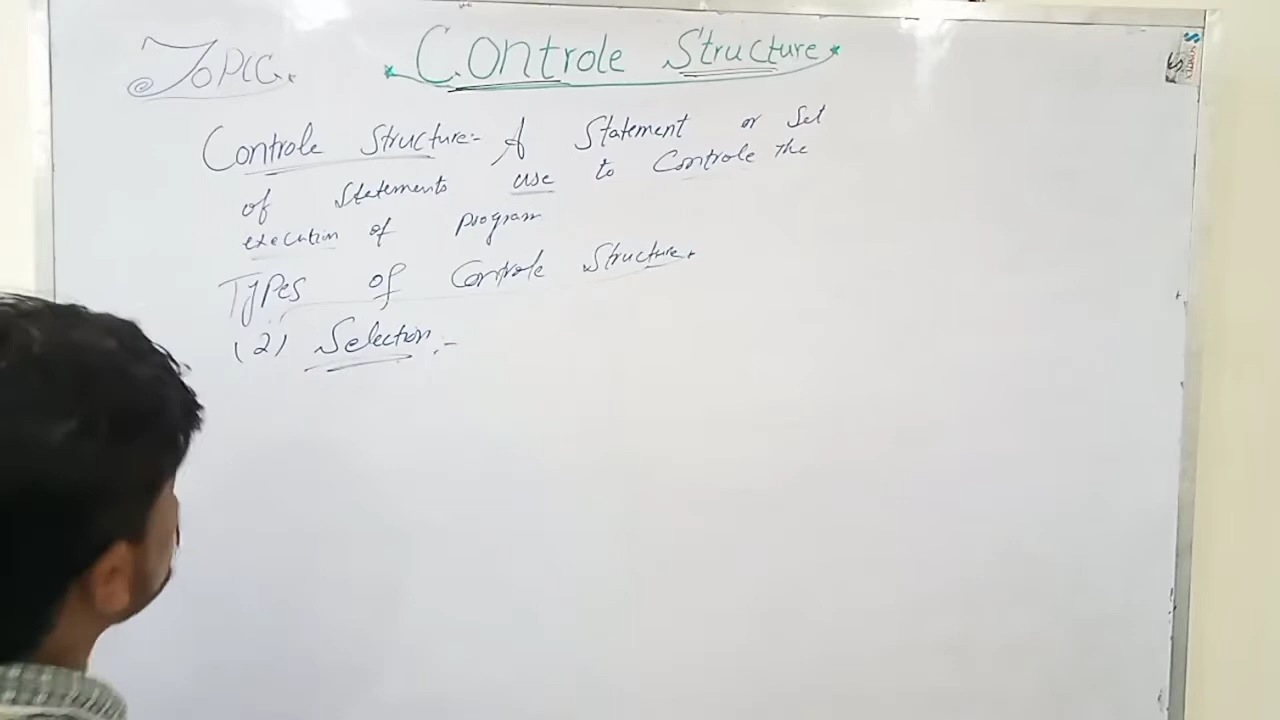 Topic.
Controle Structure
Controle Structure:- A Statement or Set
of statements use to Controle the
execution of program
Types of Controle Structure.
(2) Selection:-